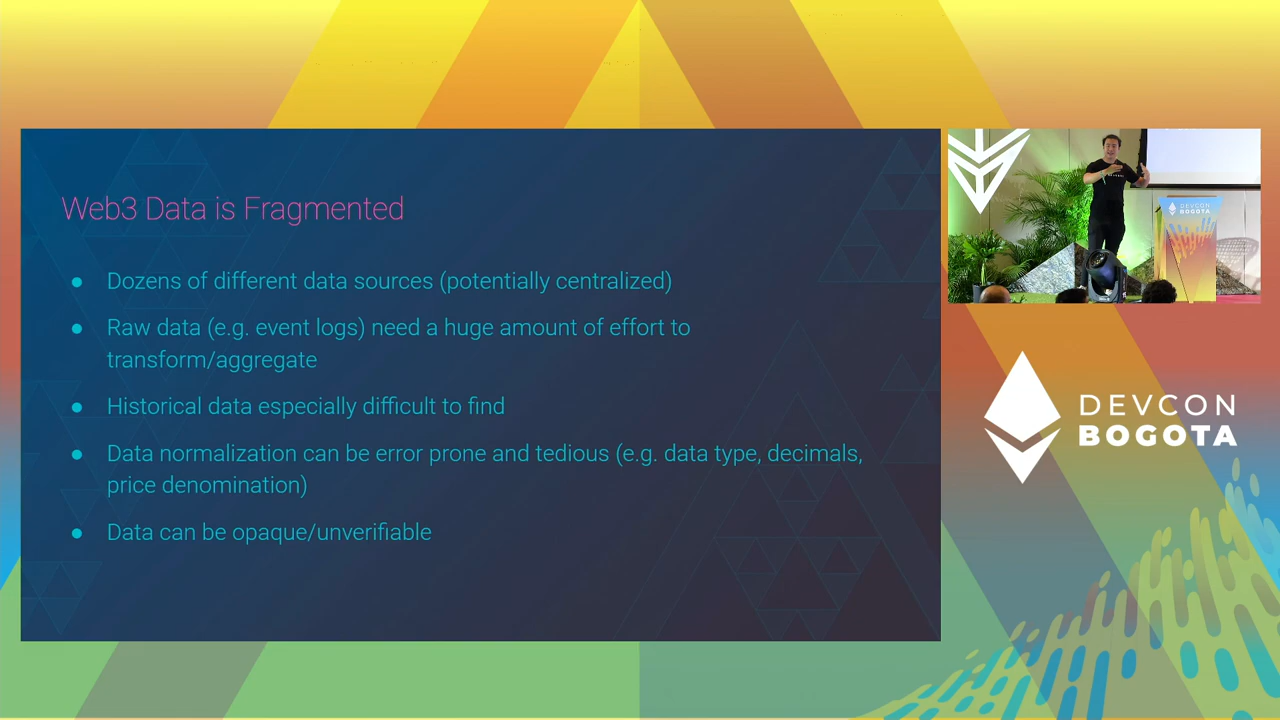 Web3 Data is Fragmented
● Dozens of different data sources (potentially centralized)
● Raw data (e.g. event logs) need a huge amount of effort to
transform/aggregate
● Historical data especially difficult to find
● Data normalization can be error prone and tedious (e.g. data type, decimals,
price denomination)
● Data can be opaque/unverifiable
DEVCON
BOGOTA
DEVCON
BOGOTA